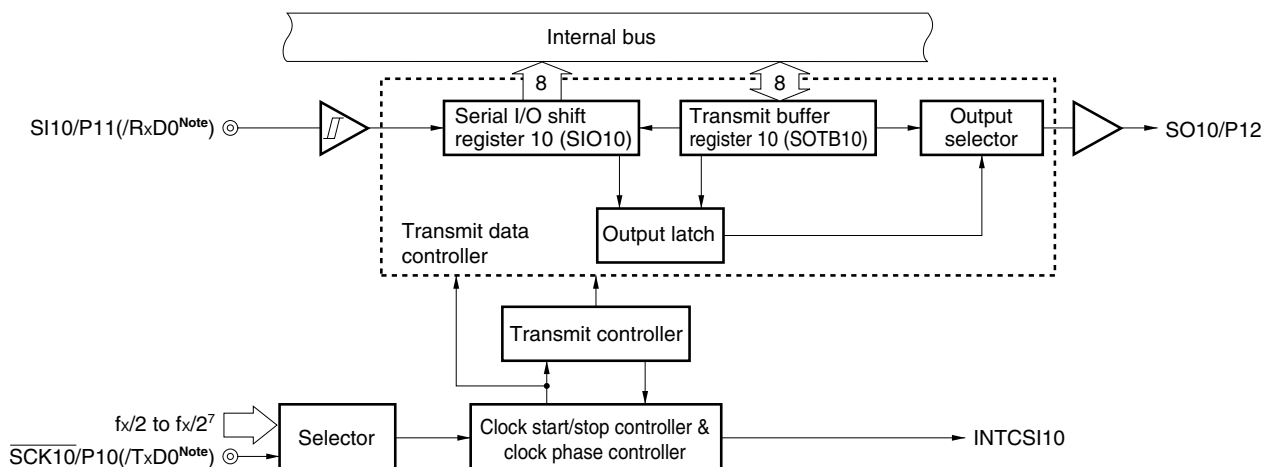 Internal bus
8
8
SI10/P11(/RxD0Note)
Serial I/O shift
register 10 (SIO10)
Transmit buffer
register 10 (SOTB10)
Output
selector
SO10/P12
Transmit data
controller
Output latch
Transmit controller
fx/2 to fx/2⁷
SCK10/P10(/TxD0Note)
Selector
Clock start/stop controller &
clock phase controller
INTCSI10